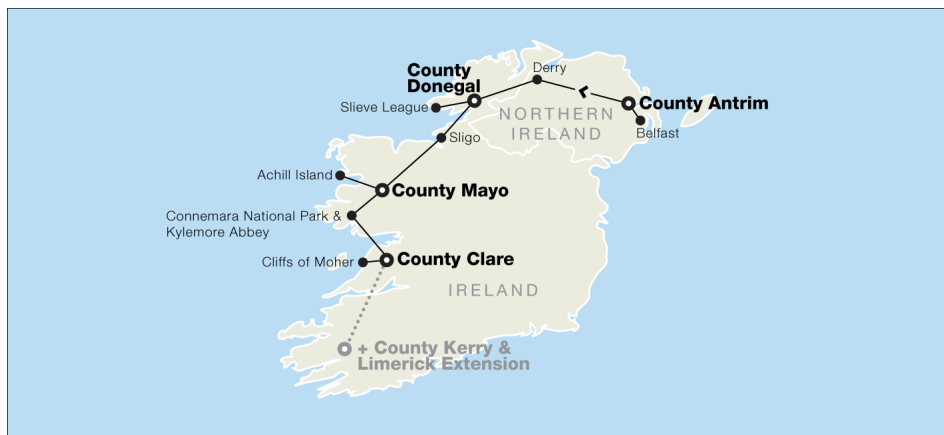 County
Donegal
Derry
County Antrim
Slieve League
NORTHERN
IRELAND
Belfast
Sligo
Achill Island
County Mayo
Connemara National Park &
Kylemore Abbey
County Clare
Cliffs of Moher
IRELAND
+ County Kerry &
Limerick Extension